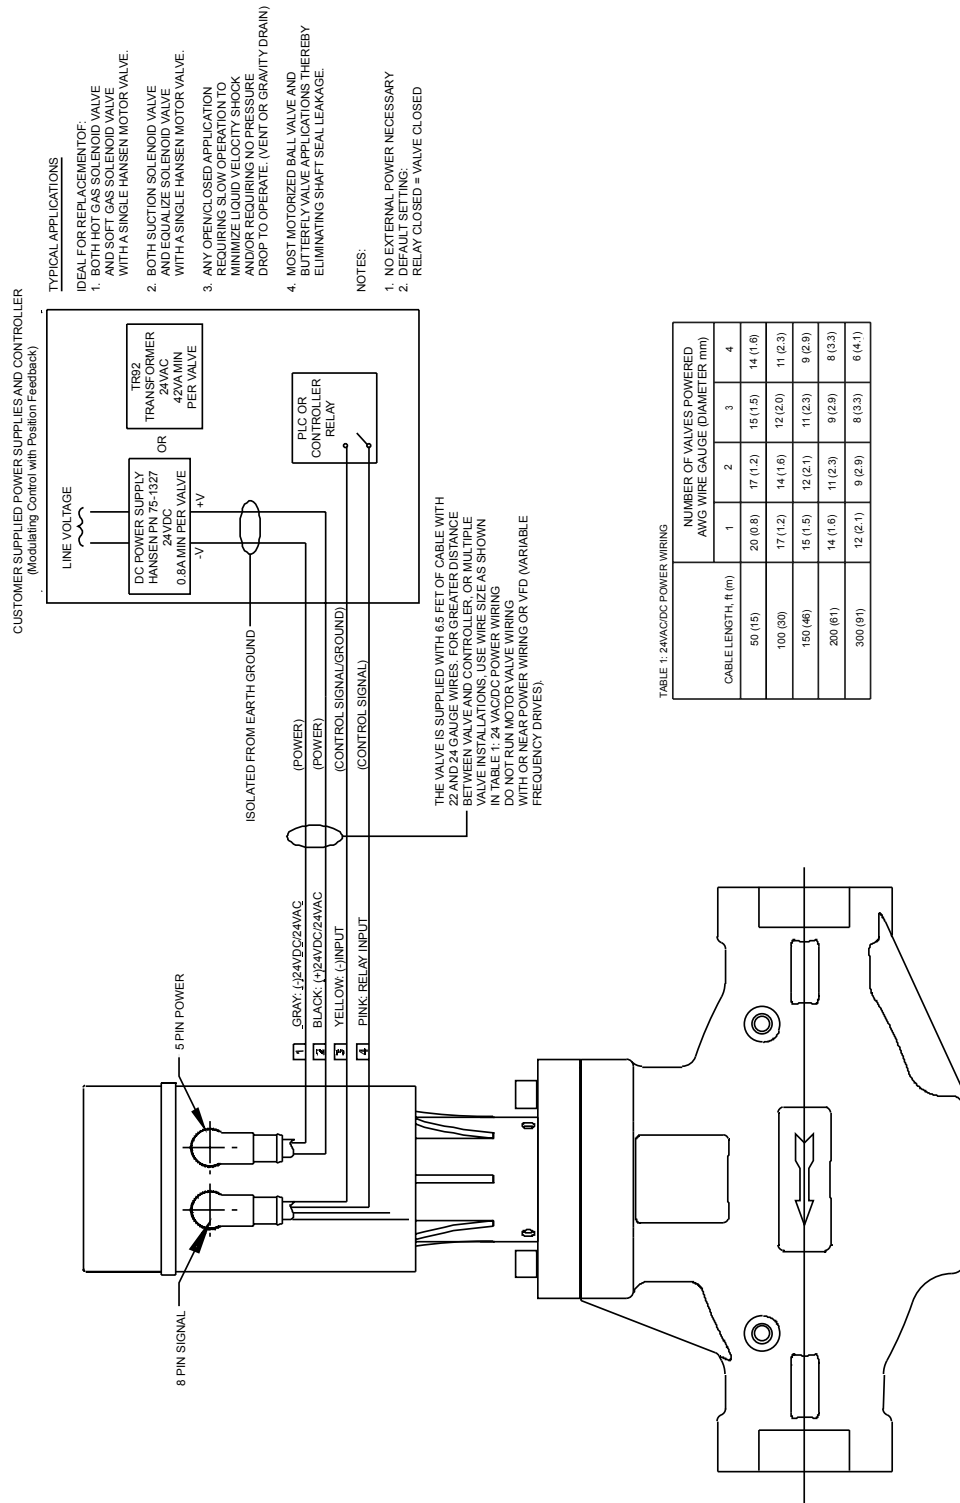 CUSTOMER SUPPLIED POWER SUPPLIES AND CONTROLLER
(Modulating Control with Position Feedback)
LINE VOLTAGE
DC POWER SUPPLY
HANSEN PN 75-1327
24VDC
0.8A MIN PER VALVE
-V
+V
OR
TR92
TRANSFORMER
24VAC
42VA MIN
PER VALVE
PLC OR
CONTROLLER
RELAY
TYPICAL APPLICATIONS
IDEAL FOR REPLACEMENTOF:
1. BOTH HOT GAS SOLENOID VALVE
AND SOFT GAS SOLENOID VALVE
WITH A SINGLE HANSEN MOTOR VALVE.
2. BOTH SUCTION SOLENOID VALVE
AND EQUALIZE SOLENOID VALVE
WITH A SINGLE HANSEN MOTOR VALVE.
3. ANY OPEN/CLOSED APPLICATION
REQUIRING SLOW OPERATION TO
MINIMIZE LIQUID VELOCITY SHOCK
AND/OR REQUIRING NO PRESSURE
DROP TO OPERATE. (VENT OR GRAVITY DRAIN)
4. MOST MOTORIZED BALL VALVE AND
BUTTERFLY VALVE APPLICATIONS THEREBY
ELIMINATING SHAFT SEAL LEAKAGE.
NOTES:
1. NO EXTERNAL POWER NECESSARY
2. DEFAULT SETTING:
RELAY CLOSED = VALVE CLOSED
ISOLATED FROM EARTH GROUND
8 PIN SIGNAL
5 PIN POWER
1 GRAY: (-)24VDC/24VAC (POWER)
2 BLACK: (+)24VDC/24VAC (POWER)
3 YELLOW: (-)INPUT (CONTROL SIGNAL/GROUND)
4 PINK: RELAY INPUT (CONTROL SIGNAL)
THE VALVE IS SUPPLIED WITH 6.5 FET OF CABLE WITH
22 AND 24 GAUGE WIRES. FOR GREATER DISTANCE
BETWEEN VALVE AND CONTROLLER, OR MULTIPLE
VALVE INSTALLATIONS, USE WIRE SIZE AS SHOWN
IN TABLE 1: 24 VAC/DC POWER WIRING
DO NOT RUN MOTOR VALVE WIRING
WITH OR NEAR POWER WIRING OR VFD (VARIABLE
FREQUENCY DRIVES).
TABLE 1: 24VAC/DC POWER WIRING
NUMBER OF VALVES POWERED
AWG WIRE GAUGE (DIAMETER mm)
CABLE LENGTH, ft (m) 1 2 3 4
50 (15) 20 (0.8) 17 (1.2) 15 (1.5) 14 (1.6)
100 (30) 17 (1.2) 14 (1.6) 12 (2.0) 11 (2.3)
150 (46) 15 (1.5) 12 (2.1) 11 (2.3) 9 (2.9)
200 (61) 14 (1.6) 11 (2.3) 9 (2.9) 8 (3.3)
300 (91) 12 (2.1) 9 (2.9) 8 (3.3) 6 (4.1)